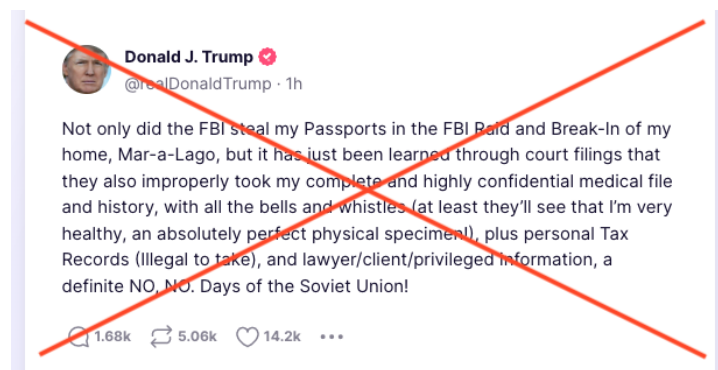 Donald J. Trump
@realDonaldTrump · 1h
Not only did the FBI steal my Passports in the FBI Raid and Break-In of my
home, Mar-a-Lago, but it has just been learned through court filings that
they also improperly took my complete and highly confidential medical file
and history, with all the bells and whistles (at least they’ll see that I’m very
healthy, an absolutely perfect physical specimen!), plus personal Tax
Records (Illegal to take), and lawyer/client/privileged information, a
definite NO, NO. Days of the Soviet Union!
1.68k 5.06k 14.2k